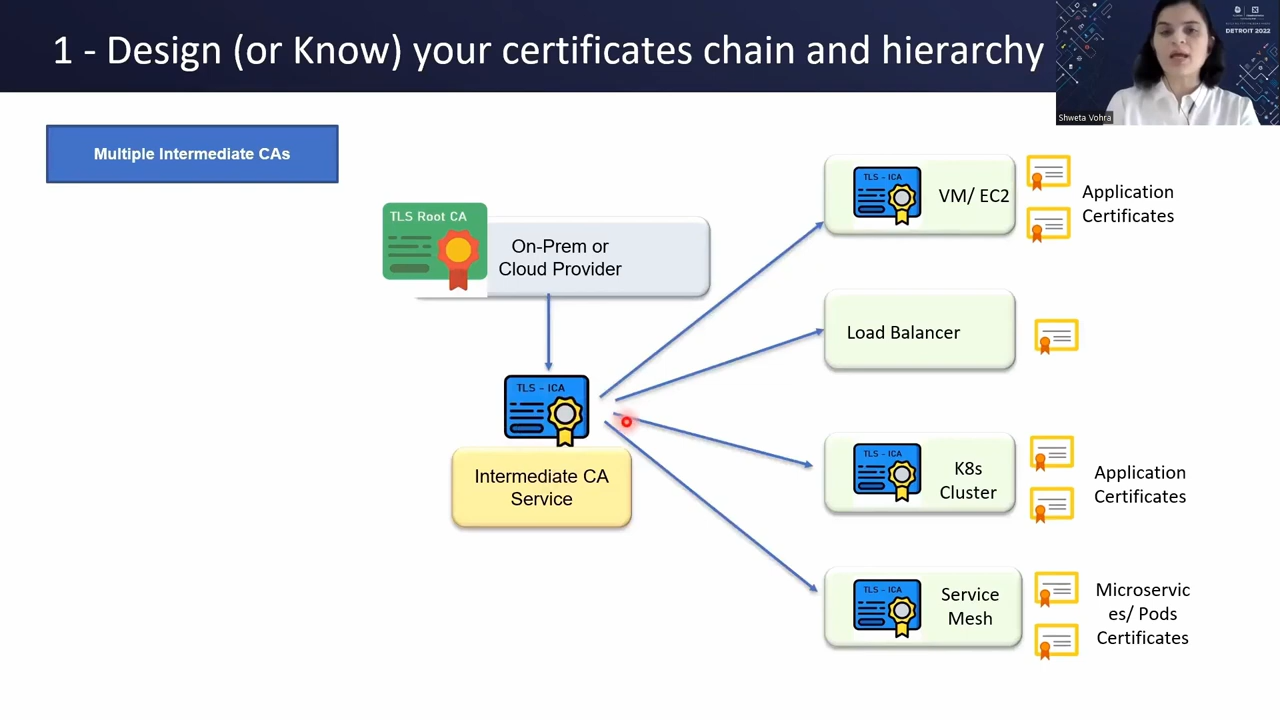 1 - Design (or Know) your certificates chain and hierarchy
DETROIT 2022
Shweta Vohra
Multiple Intermediate CAs
TLS Root CA
On-Prem or
Cloud Provider
TLS - ICA
Intermediate CA
Service
TLS - ICA
VM/ EC2
Application
Certificates
Load Balancer
TLS - ICA
K8s
Cluster
Application
Certificates
TLS - ICA
Service
Mesh
Microservic
es/ Pods
Certificates